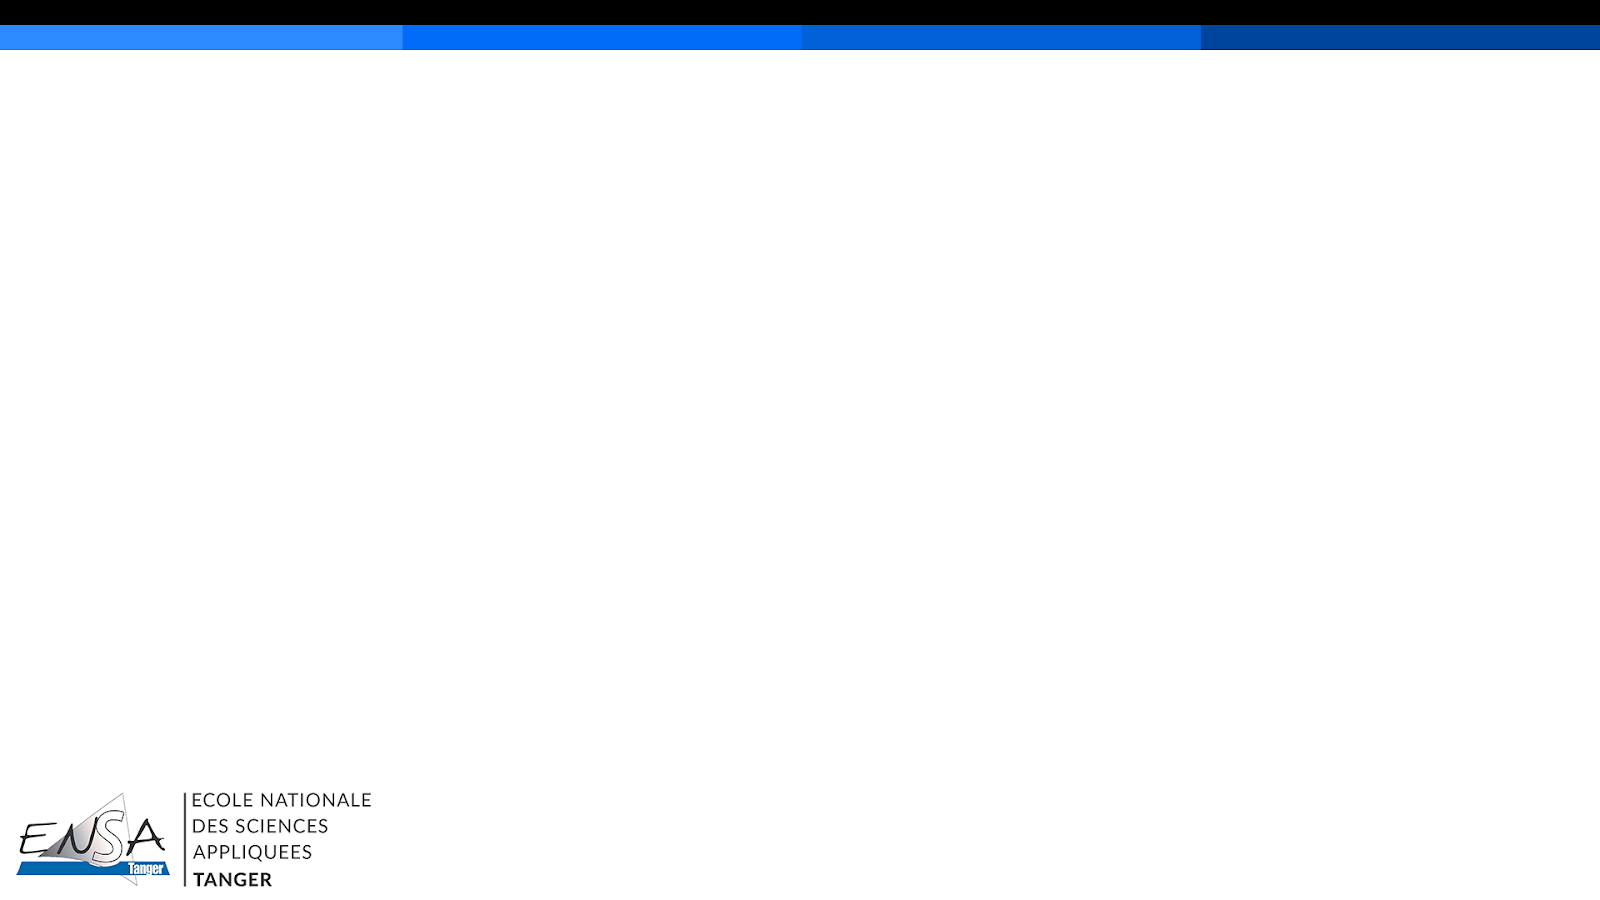 ENSA
Tanger
ECOLE NATIONALE
DES SCIENCES
APPLIQUEES
TANGER